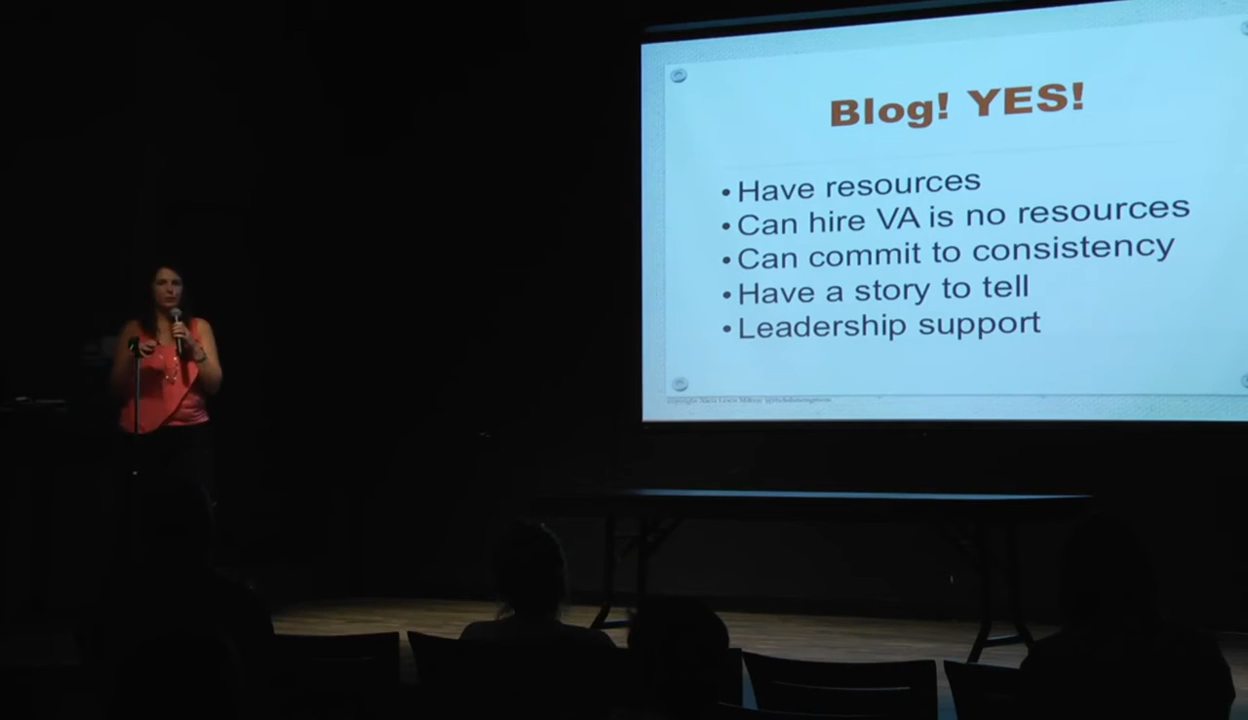 Blog! YES!
• Have resources
• Can hire VA is no resources
• Can commit to consistency
• Have a story to tell
• Leadership support